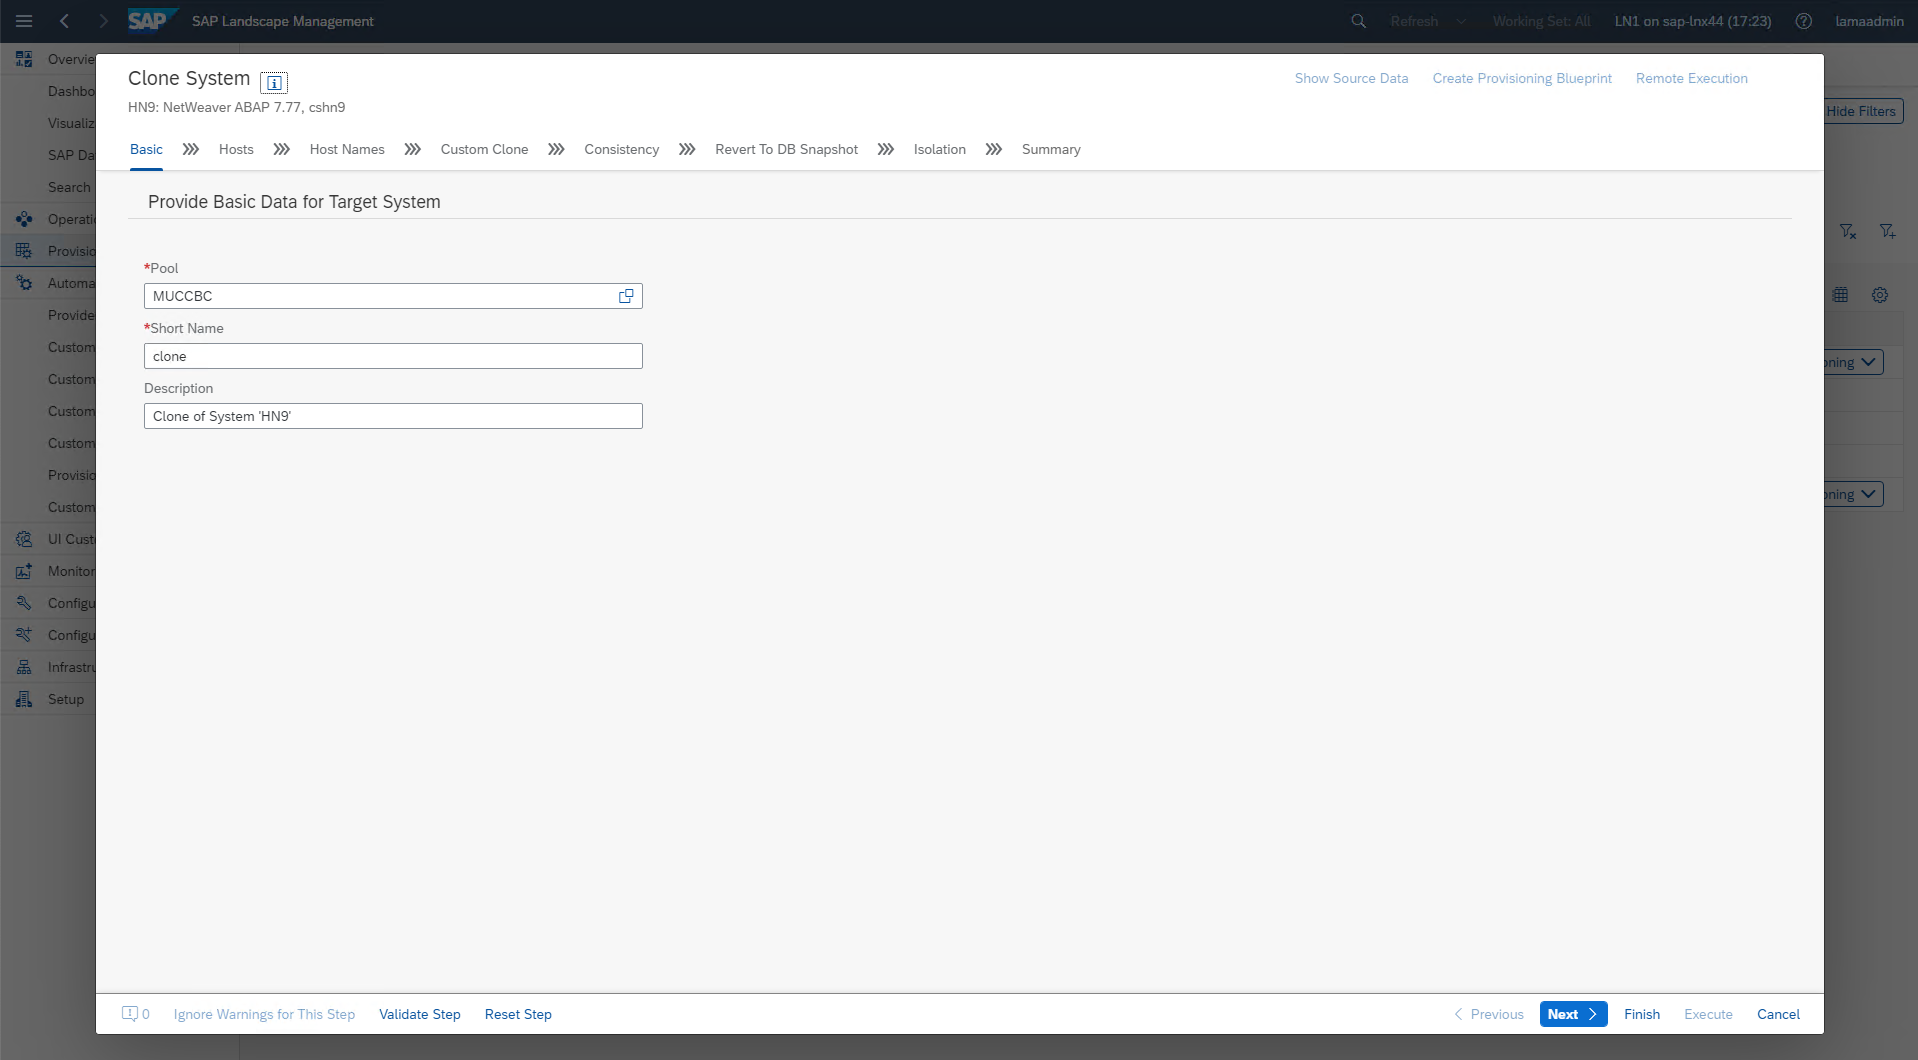 SAP SAP Landscape Management Refresh Working Set: All LN1 on sap-lnx44 (17:23) lamaadmin
Clone System
HN9: NetWeaver ABAP 7.77, cshn9
Show Source Data Create Provisioning Blueprint Remote Execution
Basic Hosts Host Names Custom Clone Consistency Revert To DB Snapshot Isolation Summary
Provide Basic Data for Target System
*Pool
MUCCBC
*Short Name
clone
Description
Clone of System 'HN9'
0 Ignore Warnings for This Step Validate Step Reset Step
Previous Next Finish Execute Cancel
Overvie
Dashbo
Visualiz
SAP Da
Search
Operati
Provisio
Automa
Provide
Custom
Custom
Custom
Custom
Provisio
Custom
UI Cust
Monitor
Configu
Configu
Infrastru
Setup
Hide Filters
oning
oning